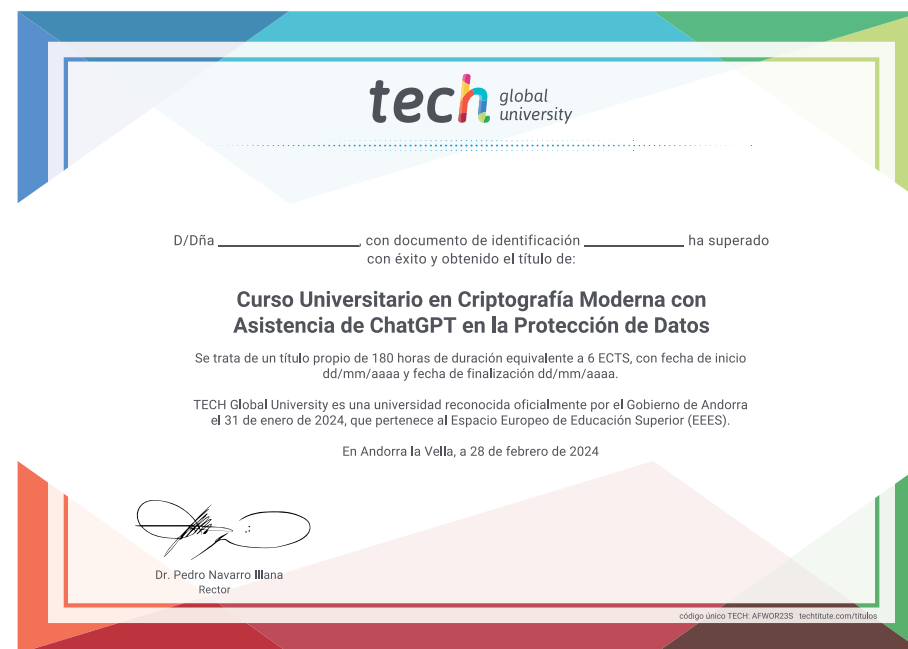 tech global
university
D/Dña ____________________, con documento de identificación ______________ ha superado
con éxito y obtenido el título de:
Curso Universitario en Criptografía Moderna con
Asistencia de ChatGPT en la Protección de Datos
Se trata de un título propio de 180 horas de duración equivalente a 6 ECTS, con fecha de inicio
dd/mm/aaaa y fecha de finalización dd/mm/aaaa.
TECH Global University es una universidad reconocida oficialmente por el Gobierno de Andorra
el 31 de enero de 2024, que pertenece al Espacio Europeo de Educación Superior (EEES).
En Andorra la Vella, a 28 de febrero de 2024
Dr. Pedro Navarro Illana
Rector
código único TECH: AFWOR23S techtitute.com/titulos